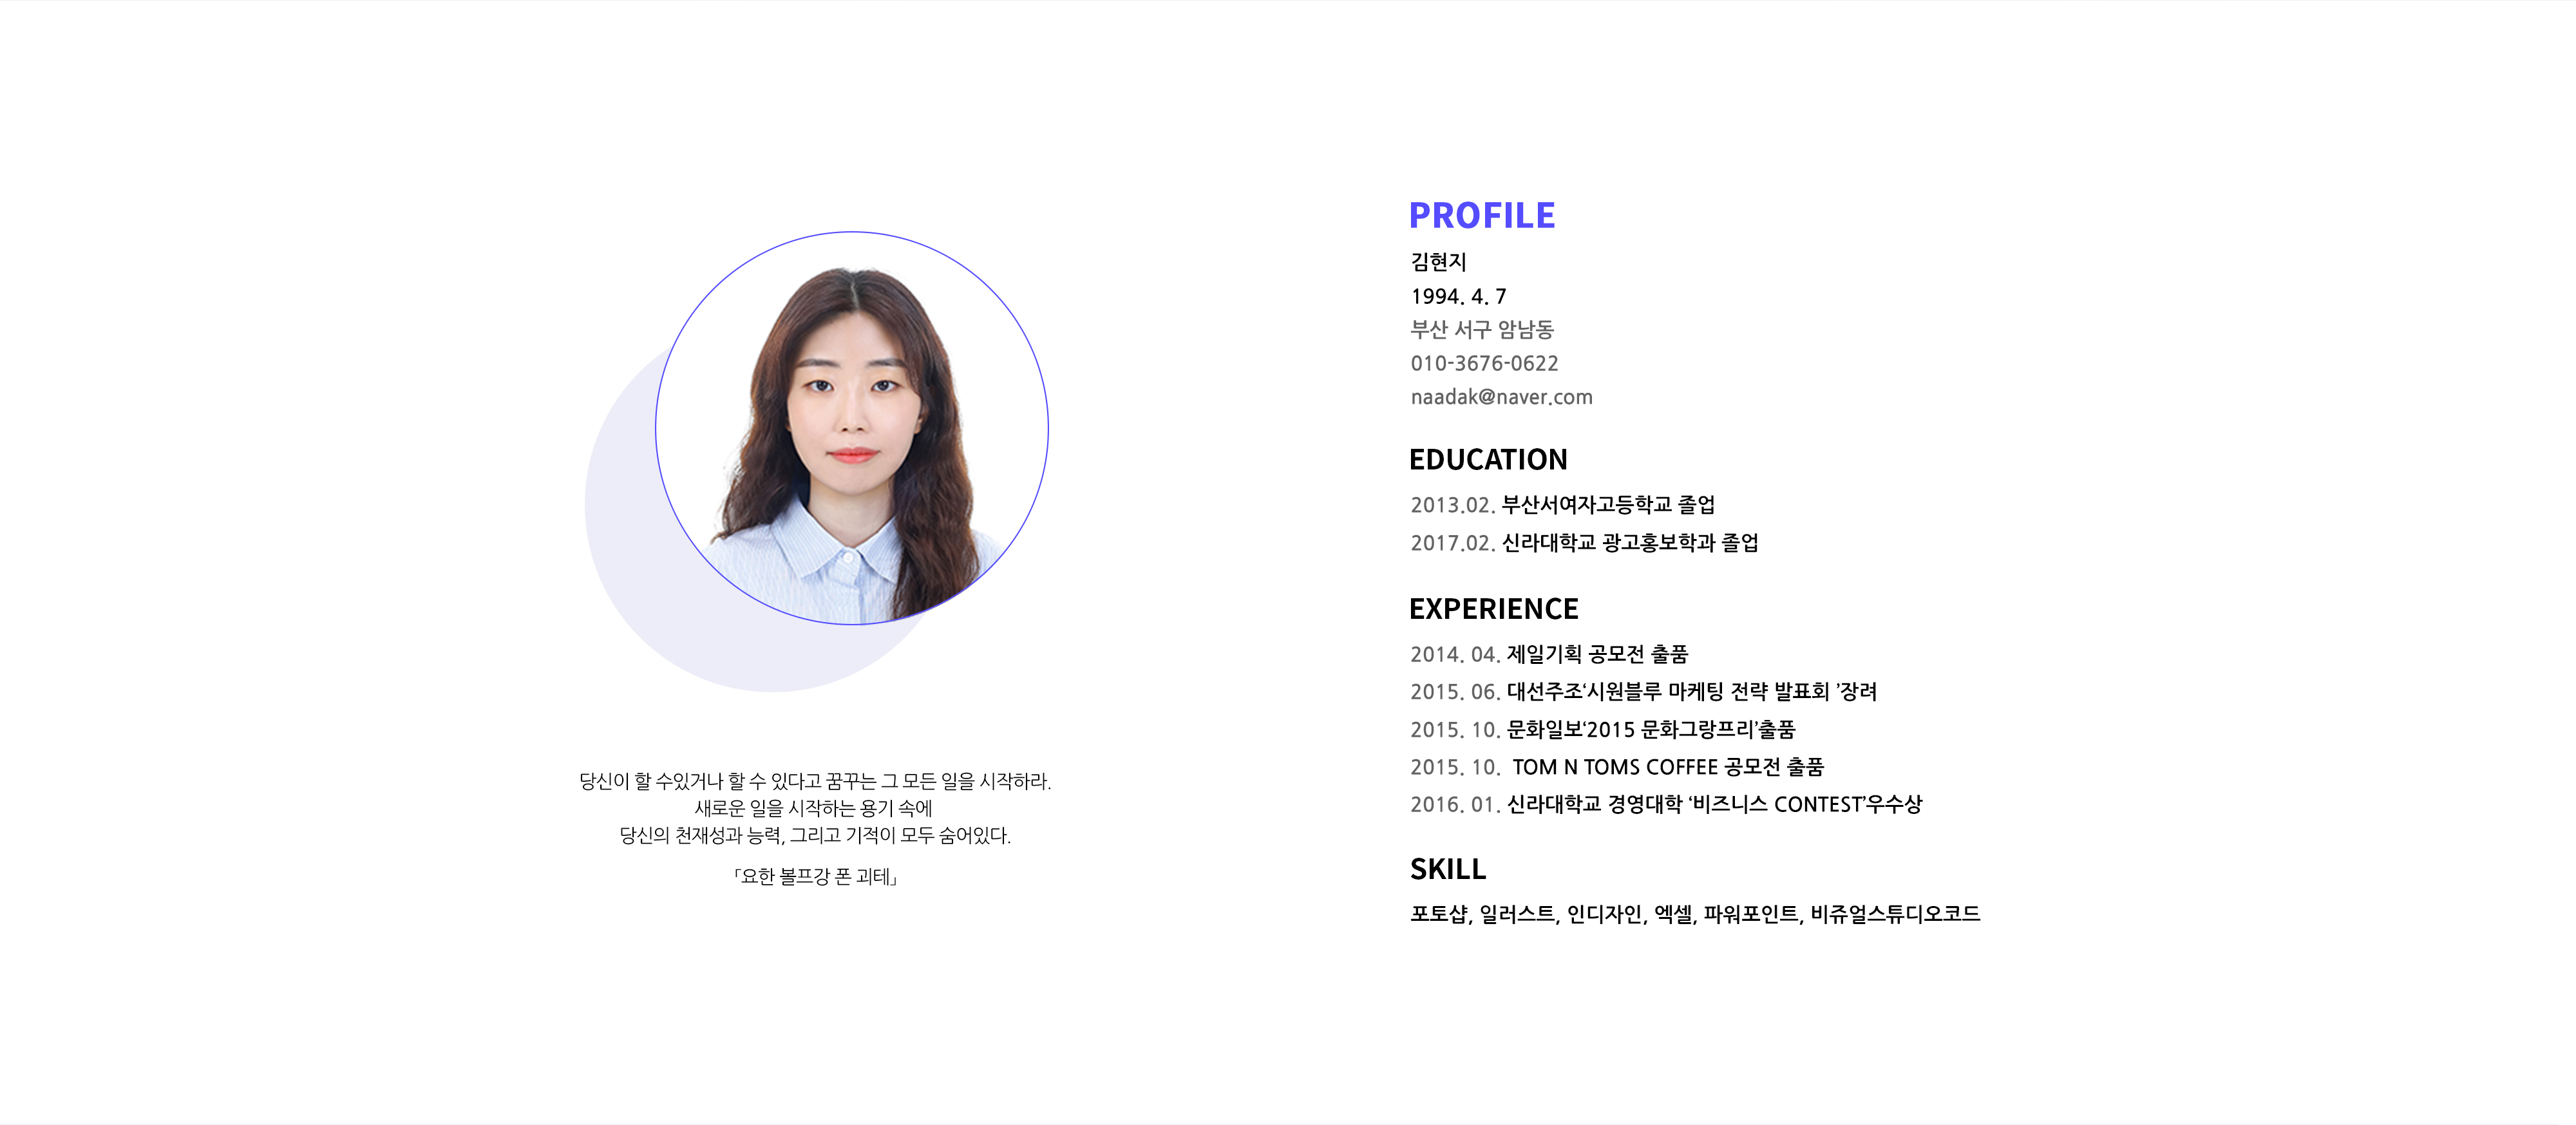 당신이 할 수있거나 할 수 있다고 꿈꾸는 그 모든 일을 시작하라.
새로운 일을 시작하는 용기 속에
당신의 천재성과 능력, 그리고 기적이 모두 숨어있다.
「요한 볼프강 폰 괴테」
PROFILE
김현지
1994. 4. 7
부산 서구 암남동
010-3676-0622
naadak@naver.com
EDUCATION
2013.02. 부산서여자고등학교 졸업
2017.02. 신라대학교 광고홍보학과 졸업
EXPERIENCE
2014. 04. 제일기획 공모전 출품
2015. 06. 대선주조‘시원블루 마케팅 전략 발표회 ’장려
2015. 10. 문화일보‘2015 문화그랑프리’출품
2015. 10. TOM N TOMS COFFEE 공모전 출품
2016. 01. 신라대학교 경영대학 ‘비즈니스 CONTEST’우수상
SKILL
포토샵, 일러스트, 인디자인, 엑셀, 파워포인트, 비쥬얼스튜디오코드